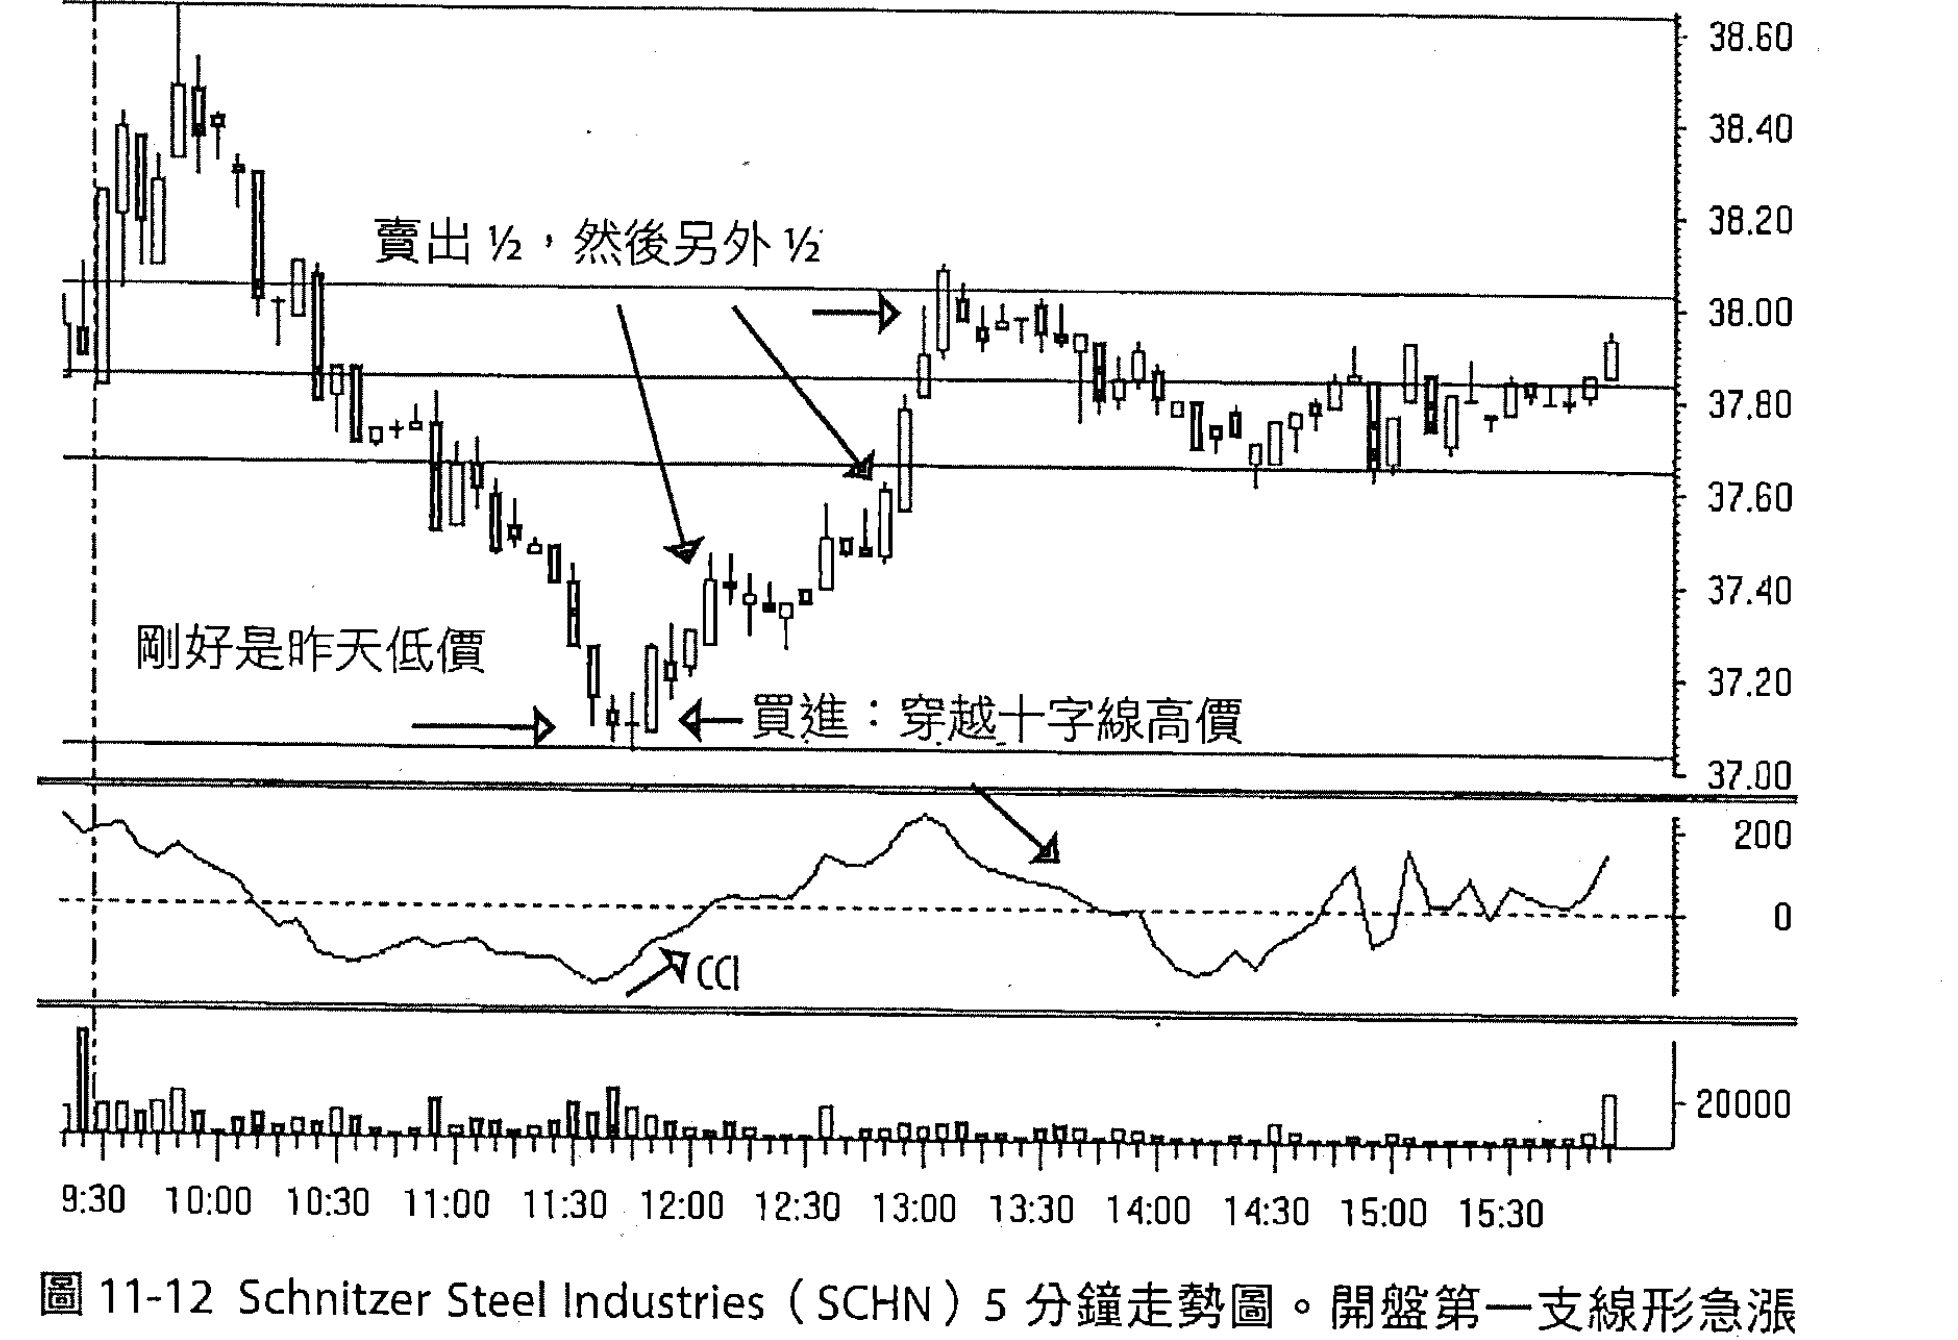 38.60
38.40
38.20
賣出 ½，然後另外 ½
38.00
37.80
37.60
37.40
剛好是昨天低價
37.20
買進：穿越十字線高價
37.00
200
0
CCI
20000
9:30 10:00 10:30 11:00 11:30 12:00 12:30 13:00 13:30 14:00 14:30 15:00 15:30
圖 11-12 Schnitzer Steel Industries（SCHN）5 分鐘走勢圖。開盤第一支線形急漲